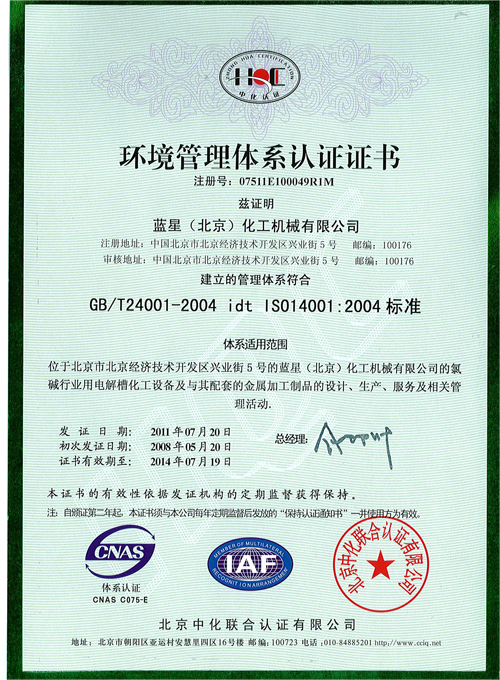 ZHONG HUA CERTIFICATION
HQC
中化认证
环境管理体系认证证书
注册号：07511E100049R1M
兹证明
蓝星（北京）化工机械有限公司
注册地址：中国北京市北京经济技术开发区兴业街5号 邮编：100176
审核地址：中国北京市北京经济技术开发区兴业街5号 邮编：100176
建立的管理体系符合
GB/T24001-2004 idt ISO14001:2004 标准
体系适用范围
位于北京市北京经济技术开发区兴业街5号的蓝星（北京）化工机械有限公司的氯
碱行业用电解槽化工设备及与其配套的金属加工制品的设计、生产、服务及相关管
理活动.
发证日期：2011年07月20日
初次发证日期：2008年05月20日
证书有效期至：2014年07月19日
总经理：
本证书的有效性依据发证机构的定期监督获得保持。
注：自颁证第二年起，本证书须与本公司每年定期监督后发放的“保持认证通知书”一并使用方为有效。
CNAS
体系认证
CNAS C075-E
MEMBER OF MULTILATERAL
IAF
RECOGNITION ARRANGEMENT
北京中化联合认证有限公司
北京中化联合认证有限公司
地址：北京市朝阳区亚运村安慧里四区16号楼 邮编：100723 电话：010-84885201 http://www.cciq.net